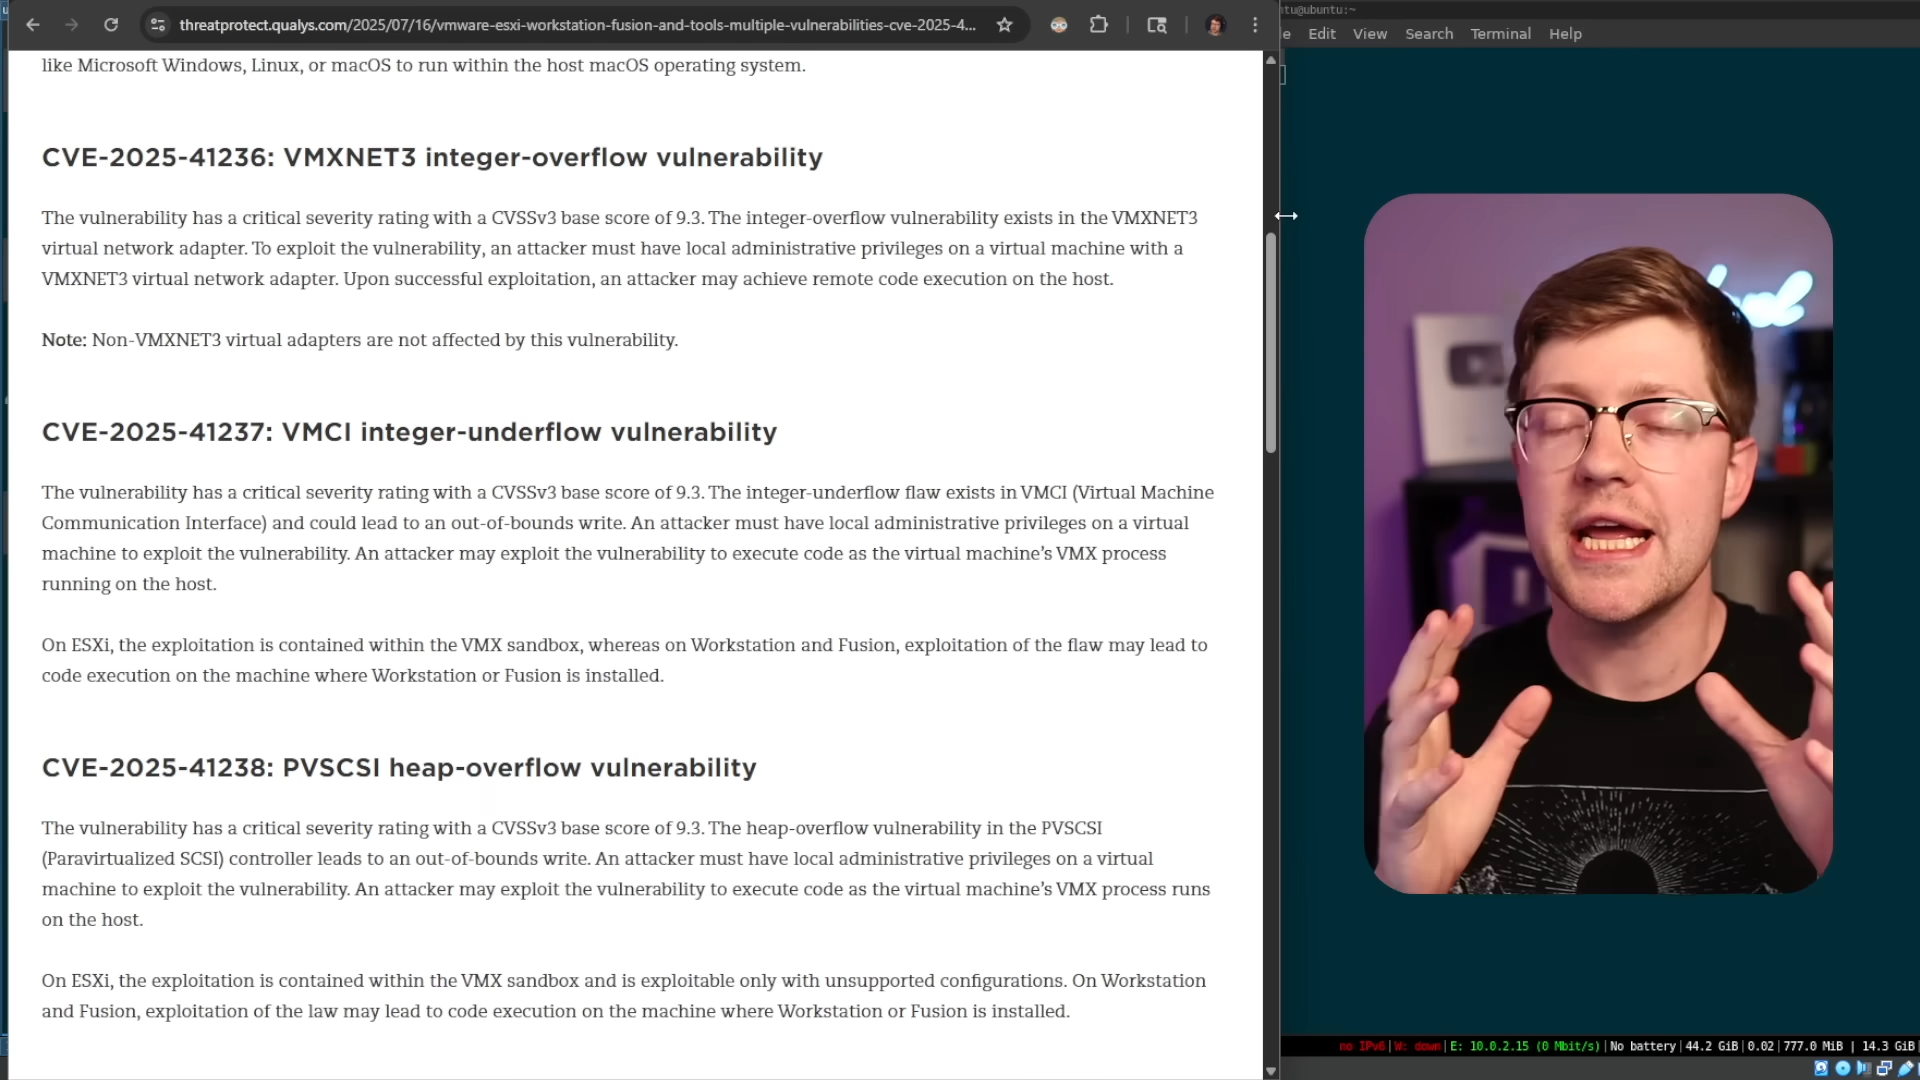 threatprotect.qualys.com/2025/07/16/vmware-esxi-workstation-fusion-and-tools-multiple-vulnerabilities-cve-2025-4...
ntu@ubuntu:~
e Edit View Search Terminal Help
like Microsoft Windows, Linux, or macOS to run within the host macOS operating system.
CVE-2025-41236: VMXNET3 integer-overflow vulnerability
The vulnerability has a critical severity rating with a CVSSv3 base score of 9.3. The integer-overflow vulnerability exists in the VMXNET3
virtual network adapter. To exploit the vulnerability, an attacker must have local administrative privileges on a virtual machine with a
VMXNET3 virtual network adapter. Upon successful exploitation, an attacker may achieve remote code execution on the host.
Note: Non-VMXNET3 virtual adapters are not affected by this vulnerability.
CVE-2025-41237: VMCI integer-underflow vulnerability
The vulnerability has a critical severity rating with a CVSSv3 base score of 9.3. The integer-underflow flaw exists in VMCI (Virtual Machine
Communication Interface) and could lead to an out-of-bounds write. An attacker must have local administrative privileges on a virtual
machine to exploit the vulnerability. An attacker may exploit the vulnerability to execute code as the virtual machine’s VMX process
running on the host.
On ESXi, the exploitation is contained within the VMX sandbox, whereas on Workstation and Fusion, exploitation of the flaw may lead to
code execution on the machine where Workstation or Fusion is installed.
CVE-2025-41238: PVSCSI heap-overflow vulnerability
The vulnerability has a critical severity rating with a CVSSv3 base score of 9.3. The heap-overflow vulnerability in the PVSCSI
(Paravirtualized SCSI) controller leads to an out-of-bounds write. An attacker must have local administrative privileges on a virtual
machine to exploit the vulnerability. An attacker may exploit the vulnerability to execute code as the virtual machine’s VMX process runs
on the host.
On ESXi, the exploitation is contained within the VMX sandbox and is exploitable only with unsupported configurations. On Workstation
and Fusion, exploitation of the law may lead to code execution on the machine where Workstation or Fusion is installed.
no IPv6|W: down|E: 10.0.2.15 (0 Mbit/s)|No battery|44.2 GiB|0.02|777.0 MiB | 14.3 GiB